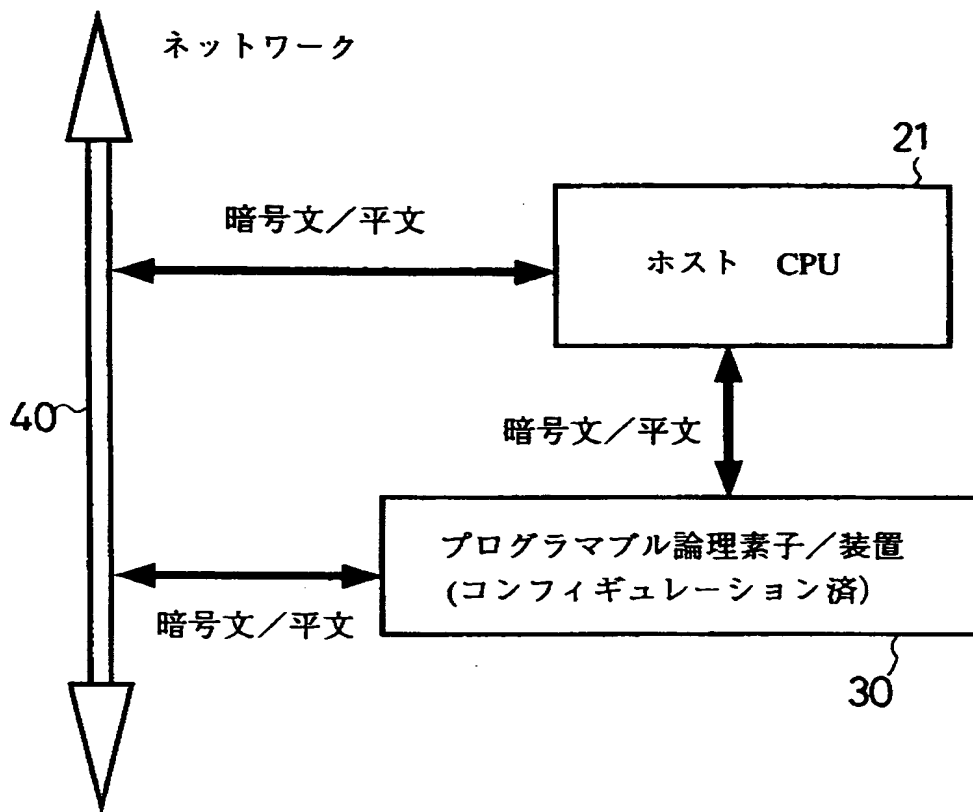 ネットワーク
21
暗号文／平文
ホスト CPU
40
暗号文／平文
プログラマブル論理素子／装置
(コンフィギュレーション済)
暗号文／平文
30